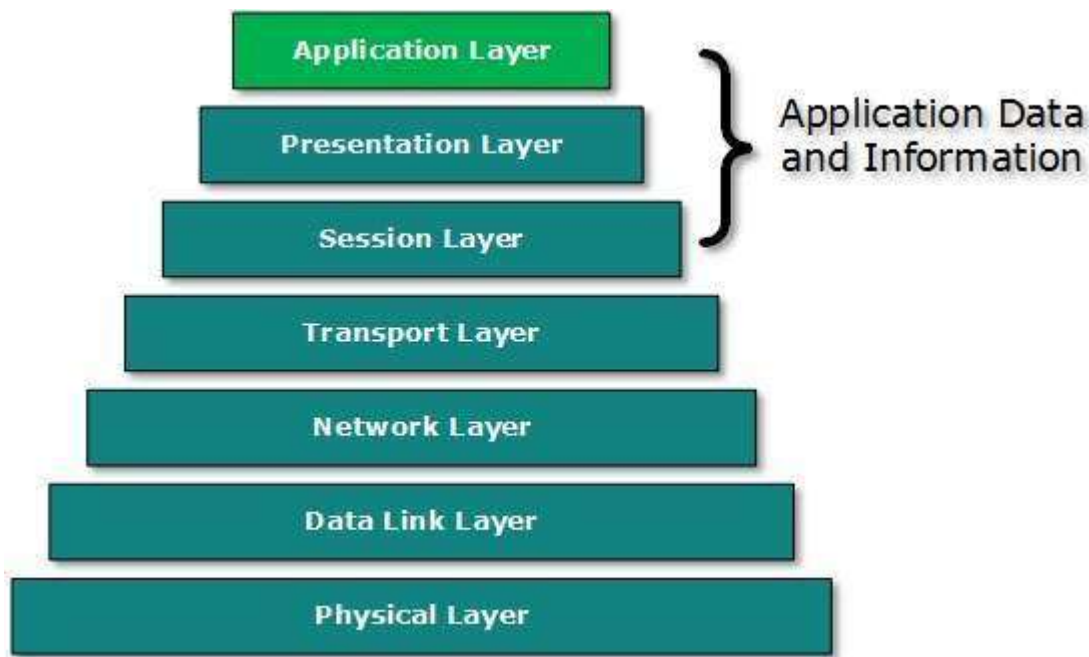 Application Layer
Presentation Layer
Session Layer
Transport Layer
Network Layer
Data Link Layer
Physical Layer
Application Data
and Information